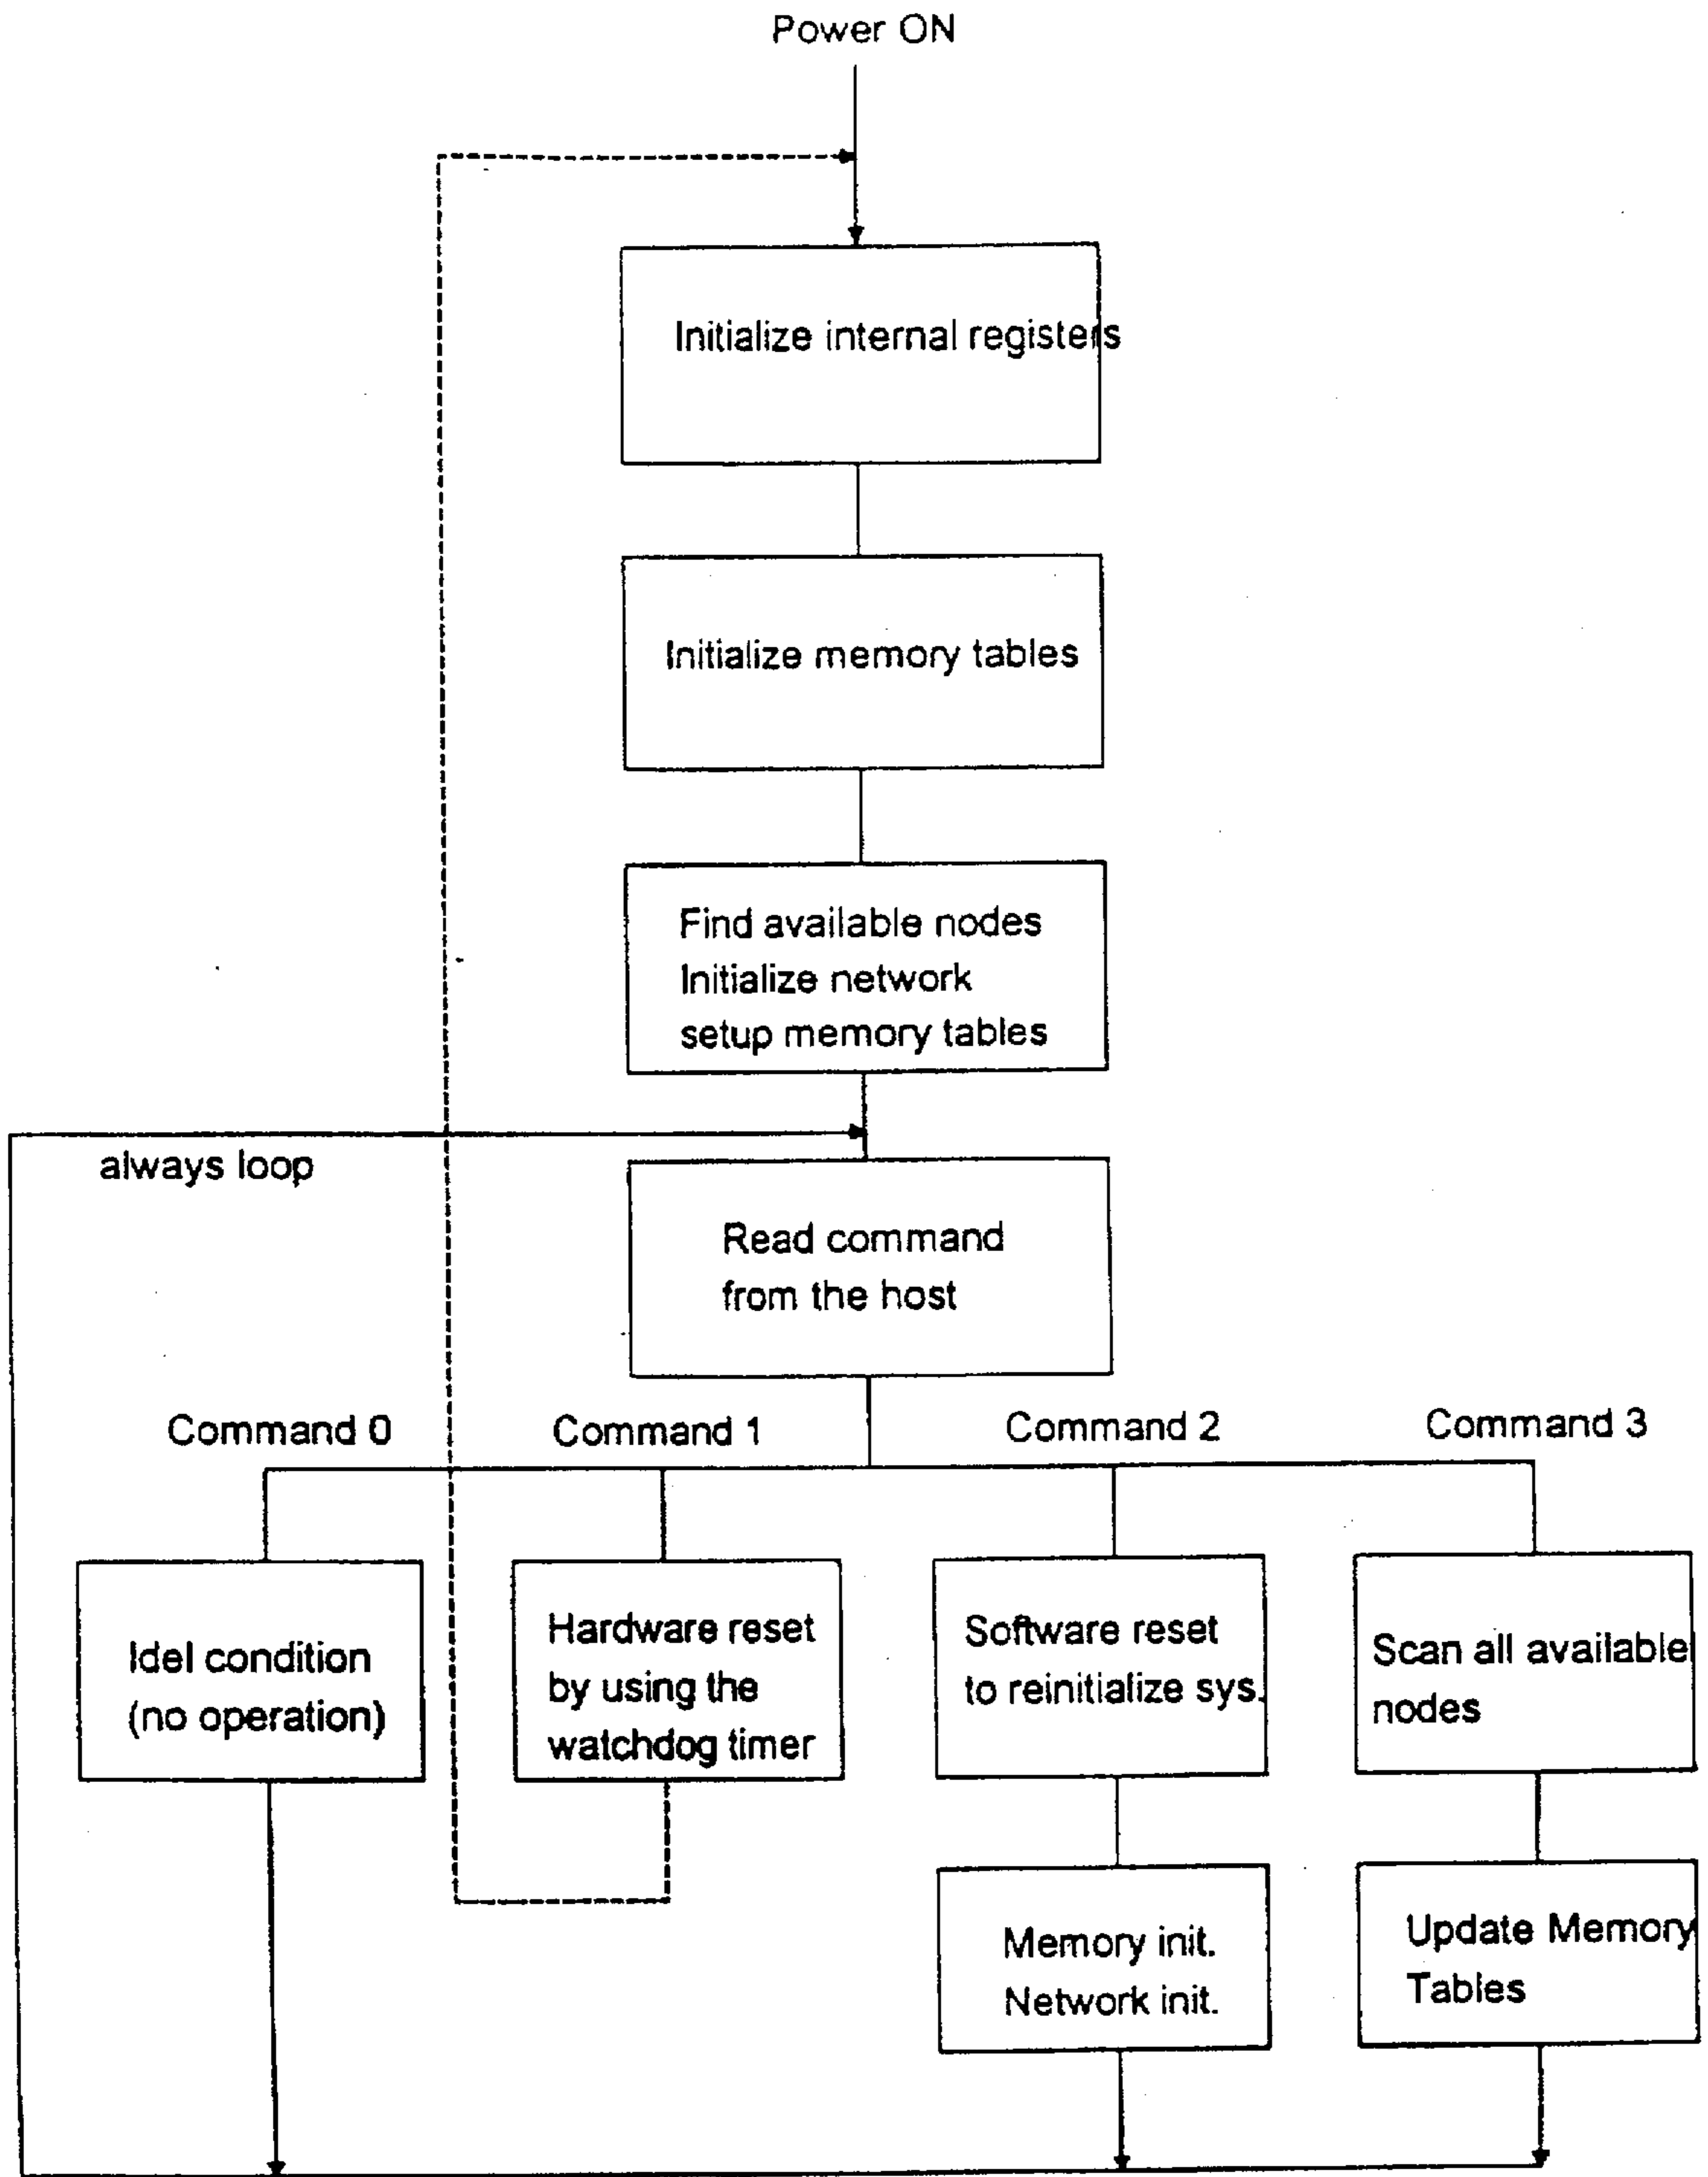 Power ON
Initialize internal registers
Initialize memory tables
Find available nodes
Initialize network
setup memory tables
always loop
Read command
from the host
Command 0
Command 1
Command 2
Command 3
Idel condition
(no operation)
Hardware reset
by using the
watchdog timer
Software reset
to reinitialize sys.
Scan all available
nodes
Memory init.
Network init.
Update Memory
Tables